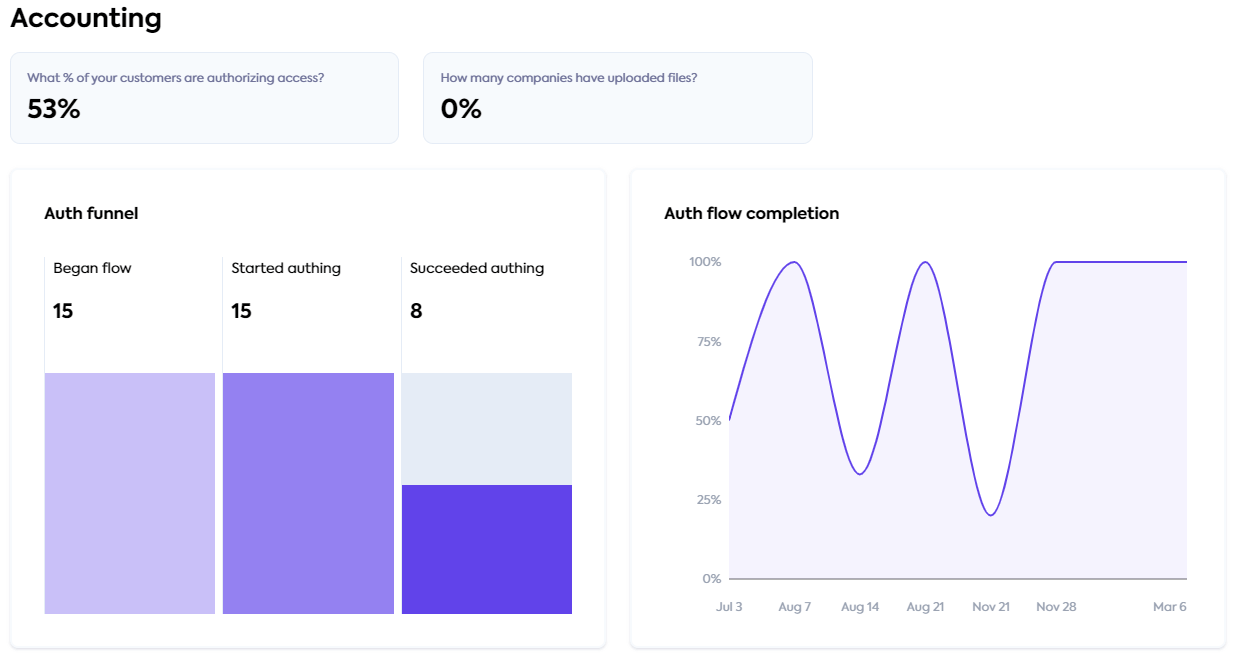 Accounting
What % of your customers are authorizing access?
53%
How many companies have uploaded files?
0%
Auth funnel
Began flow
15
Started authing
15
Succeeded authing
8
Auth flow completion
100%
75%
50%
25%
0%
Jul 3 Aug 7 Aug 14 Aug 21 Nov 21 Nov 28 Mar 6